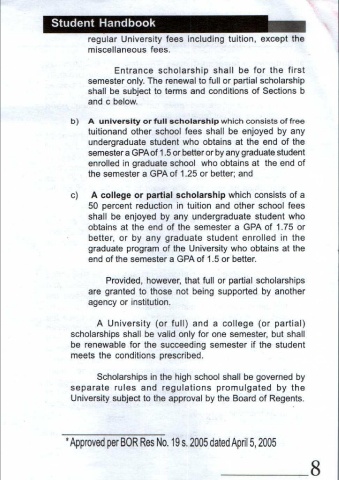 Student Handbook
regular University fees including tuition, except the
miscellaneous fees.
Entrance scholarship shall be for the first
semester only. The renewal to full or partial scholarship
shall be subject to terms and conditions of Sections b
and c below.
b) A university or full scholarship which consists of free
tuitionand other school fees shall be enjoyed by any
undergraduate student who obtains at the end of the
semester a GPA of 1.5 or better or by any graduate student
enrolled in graduate school who obtains at the end of
the semester a GPA of 1.25 or better; and
c) A college or partial scholarship which consists of a
50 percent reduction in tuition and other school fees
shall be enjoyed by any undergraduate student who
obtains at the end of the semester a GPA of 1.75 or
better, or by any graduate student enrolled in the
graduate program of the University who obtains at the
end of the semester a GPA of 1.5 or better.
Provided, however, that full or partial scholarships
are granted to those not being supported by another
agency or institution.
A University (or full) and a college (or partial)
scholarships shall be valid only for one semester, but shall
be renewable for the succeeding semester if the student
meets the conditions prescribed.
Scholarships in the high school shall be governed by
separate rules and regulations promulgated by the
University subject to the approval by the Board of Regents.
* Approved per BOR Res No. 19 s. 2005 dated April 5, 2005
8